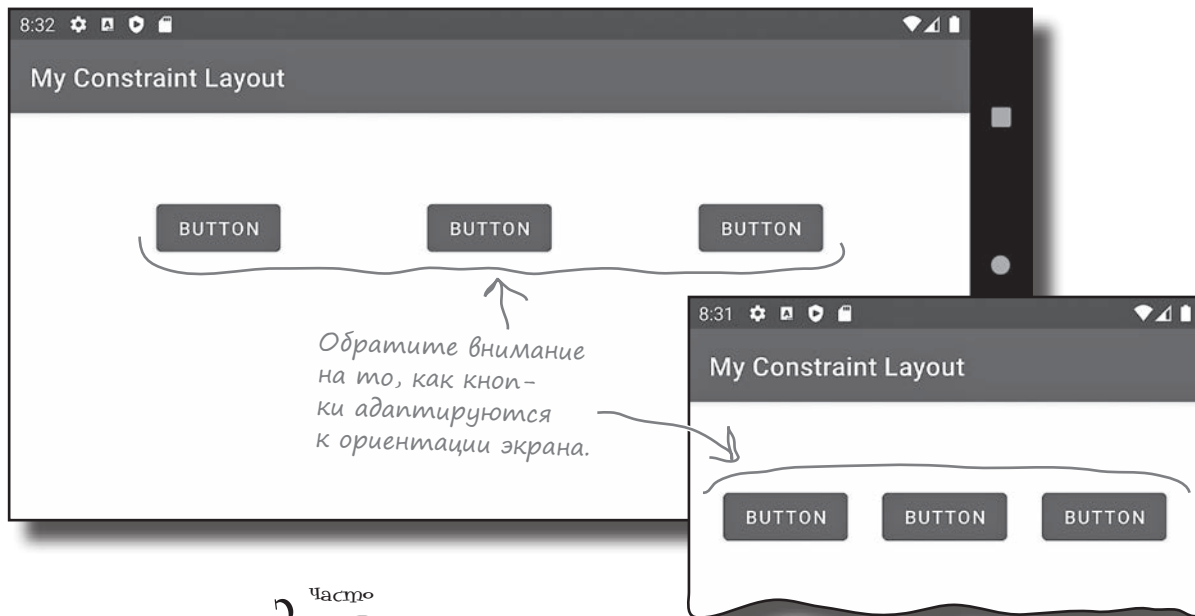 8:32
My Constraint Layout
BUTTON BUTTON BUTTON
Обратите внимание
на то, как кноп-
ки адаптируются
к ориентации экрана.
8:31
My Constraint Layout
BUTTON BUTTON BUTTON
Часто